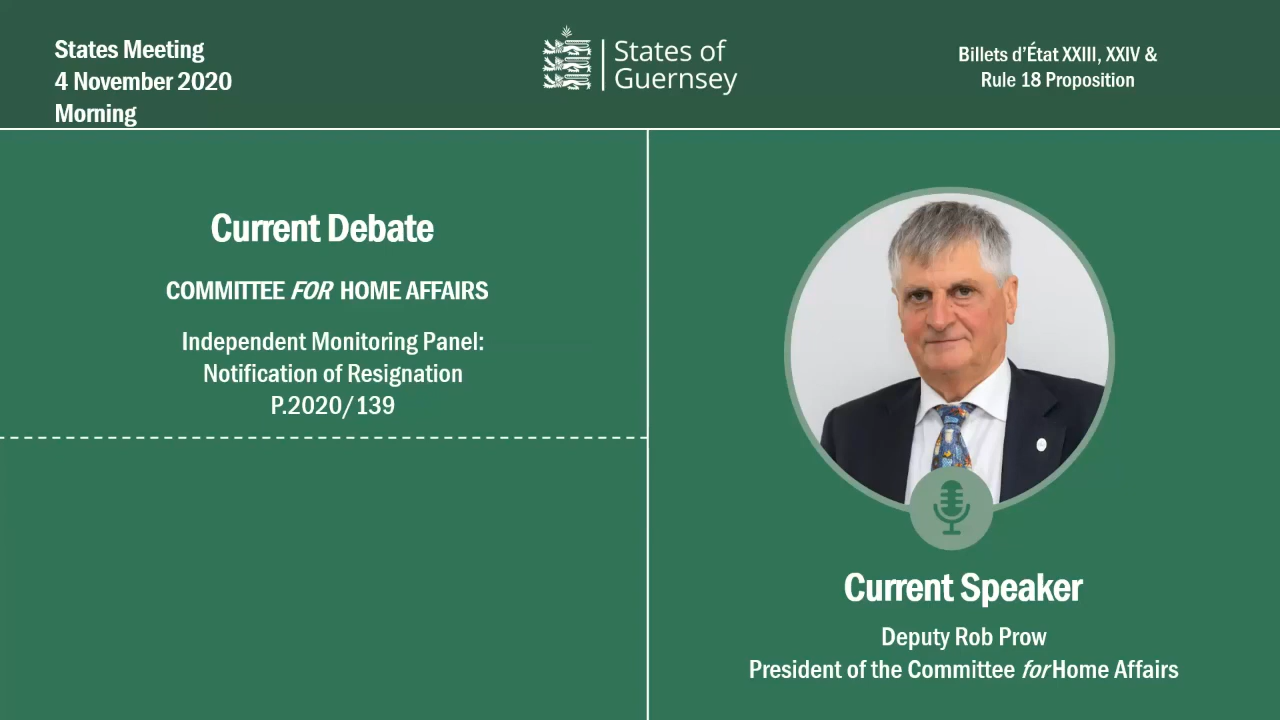 States Meeting
4 November 2020
Morning
States of
Guernsey
Billets d'État XXIII, XXIV &
Rule 18 Proposition
Current Debate
COMMITTEE FOR HOME AFFAIRS
Independent Monitoring Panel:
Notification of Resignation
P.2020/139
Current Speaker
Deputy Rob Prow
President of the Committee for Home Affairs